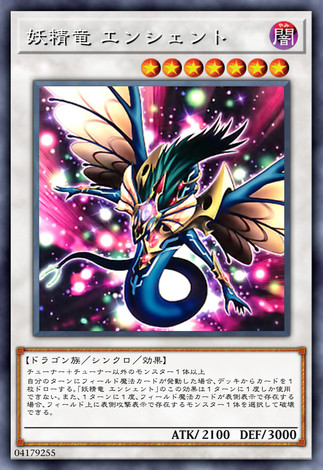 妖精竜 エンシェント
やみ
闇
【ドラゴン族／シンクロ／効果】
チューナー＋チューナー以外のモンスター１体以上
自分のターンにフィールド魔法カードが発動した場合、デッキからカードを１
枚ドローする。「妖精竜 エンシェント」のこの効果は１ターンに１度しか使用
できない。また、１ターンに１度、フィールド魔法カードが表側表示で存在する
場合、フィールド上に表側攻撃表示で存在するモンスター１体を選択して破壊
できる。
ATK/ 2100 DEF/3000
04179255